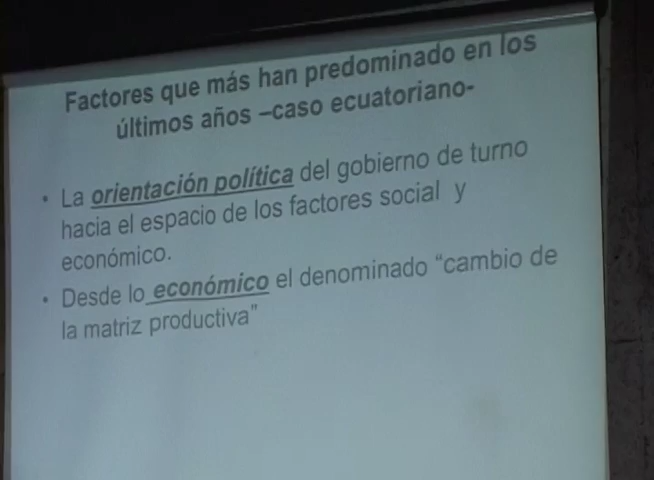 Factores que más han predominado en los
últimos años –caso ecuatoriano-
• La orientación política del gobierno de turno
hacia el espacio de los factores social y
económico.
• Desde lo económico el denominado “cambio de
la matriz productiva”